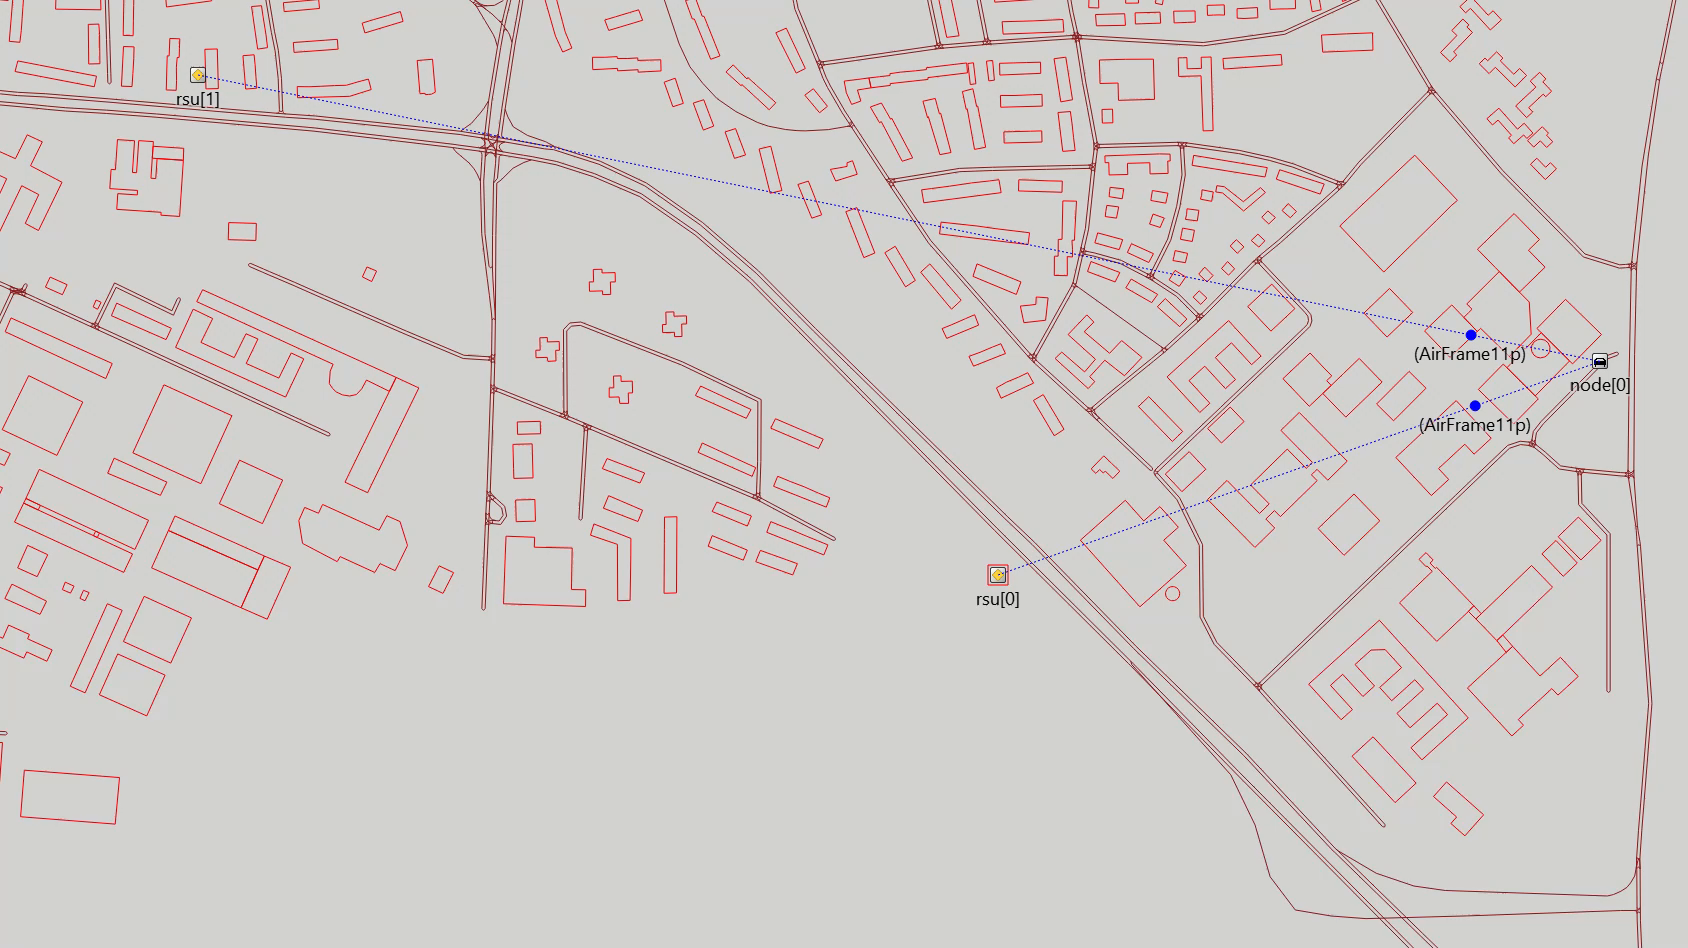 rsu[1]
(AirFrame11p)
node[0]
(AirFrame11p)
rsu[0]